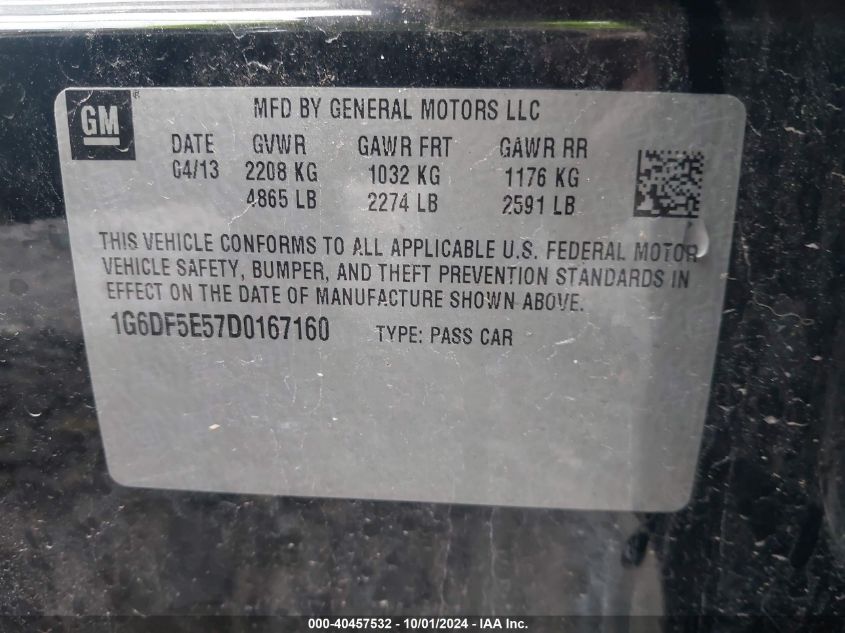 GM ®
MFD BY GENERAL MOTORS LLC
DATE GVWR GAWR FRT GAWR RR
04/13 2208 KG 1032 KG 1176 KG
4865 LB 2274 LB 2591 LB
THIS VEHICLE CONFORMS TO ALL APPLICABLE U.S. FEDERAL MOTOR
VEHICLE SAFETY, BUMPER, AND THEFT PREVENTION STANDARDS IN
EFFECT ON THE DATE OF MANUFACTURE SHOWN ABOVE.
1G6DF5E57D0167160 TYPE: PASS CAR
000-40457532 - 10/01/2024 - IAA Inc.